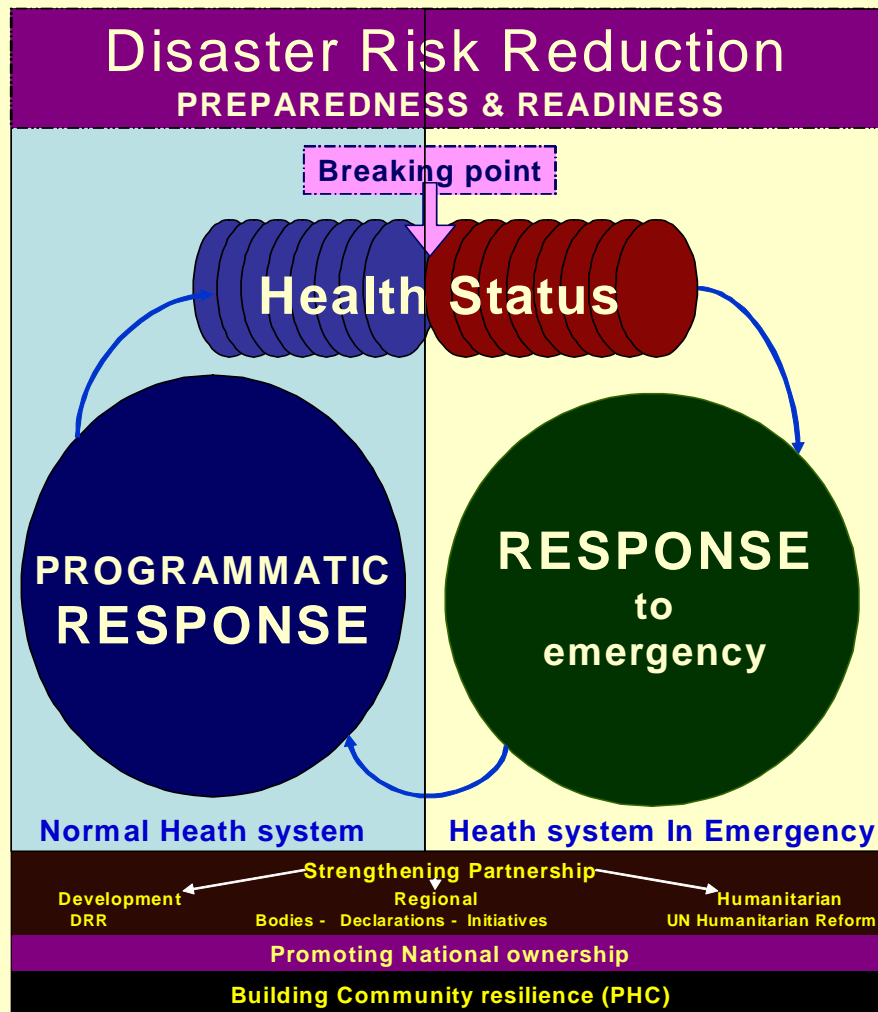 Disaster Risk Reduction
PREPAREDNESS & READINESS
Breaking point
Health Status
PROGRAMMATIC
RESPONSE
RESPONSE
to
emergency
Normal Heath system
Heath system In Emergency
Strengthening Partnership
Development
DRR
Regional
Bodies - Declarations - Initiatives
Humanitarian
UN Humanitarian Reform
Promoting National ownership
Building Community resilience (PHC)